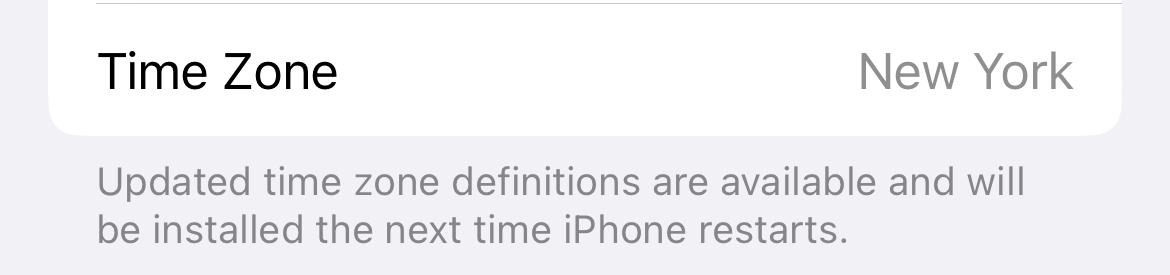 Time Zone New York
Updated time zone definitions are available and will
be installed the next time iPhone restarts.